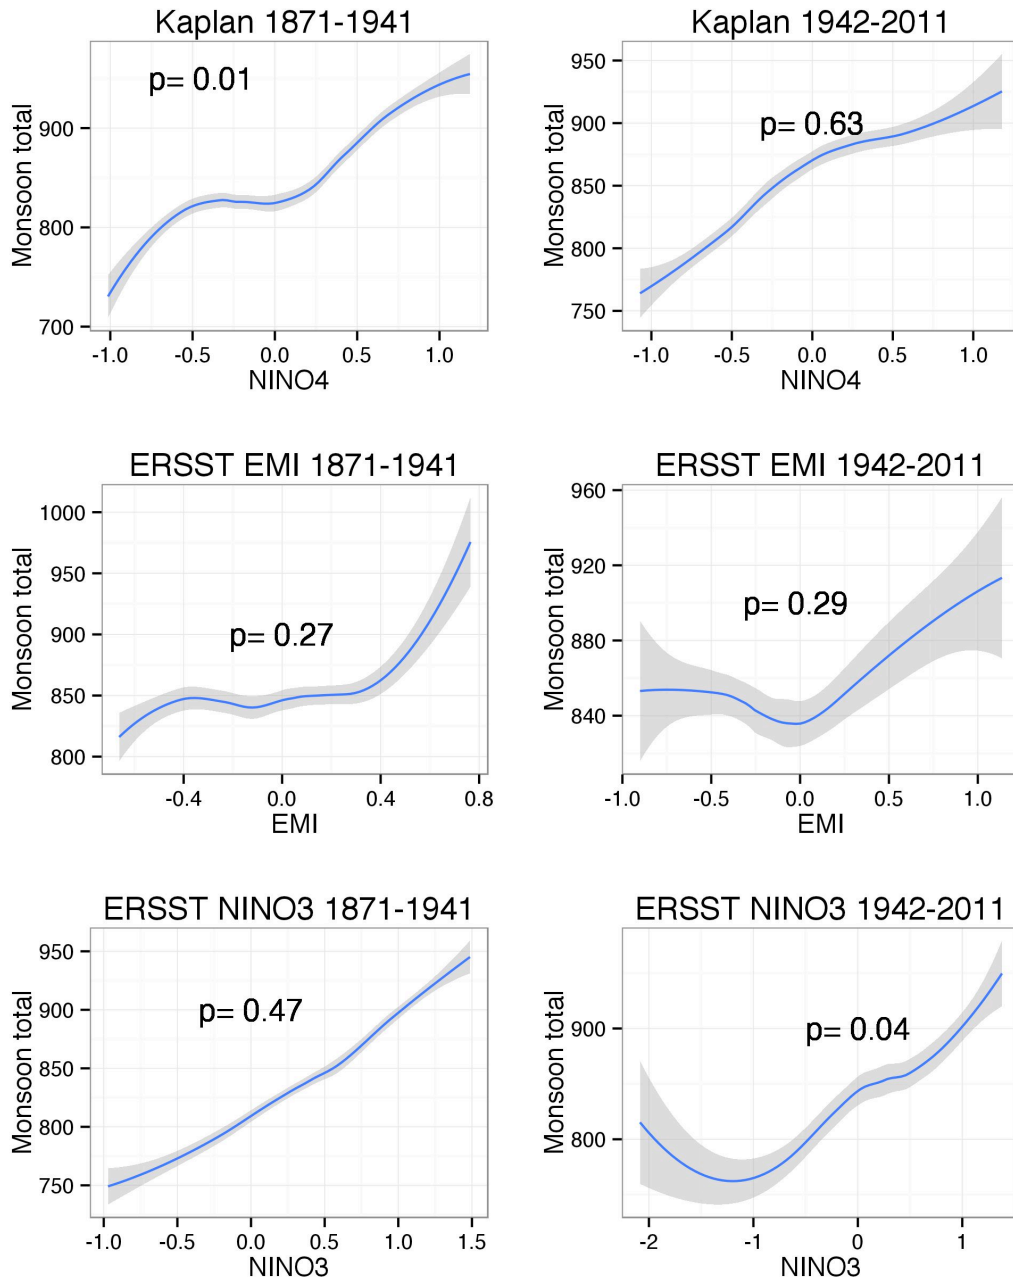 Kaplan 1871-1941
p= 0.01
Monsoon total
900
800
700
-1.0 -0.5 0.0 0.5 1.0
NINO4
Kaplan 1942-2011
p= 0.63
Monsoon total
950
900
850
800
750
-1.0 -0.5 0.0 0.5 1.0
NINO4
ERSST EMI 1871-1941
p= 0.27
Monsoon total
1000
950
900
850
800
-0.4 0.0 0.4 0.8
EMI
ERSST EMI 1942-2011
p= 0.29
Monsoon total
960
920
880
840
-1.0 -0.5 0.0 0.5 1.0
EMI
ERSST NINO3 1871-1941
p= 0.47
Monsoon total
950
900
850
800
750
-1.0 -0.5 0.0 0.5 1.0 1.5
NINO3
ERSST NINO3 1942-2011
p= 0.04
Monsoon total
900
800
-2 -1 0 1
NINO3